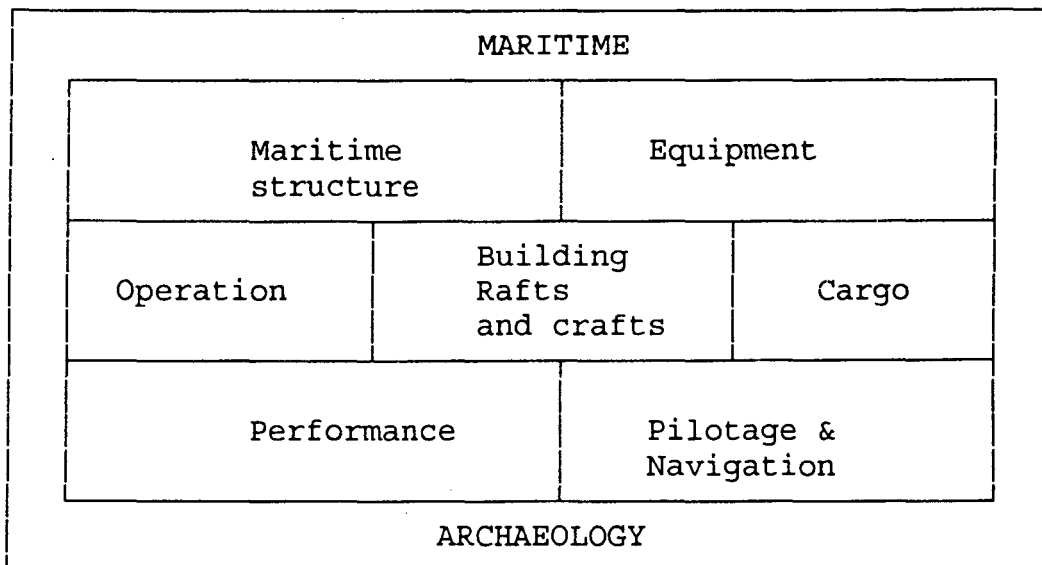 MARITIME
Maritime
structure
Equipment
Operation
Building
Rafts
and crafts
Cargo
Performance
Pilotage &
Navigation
ARCHAEOLOGY